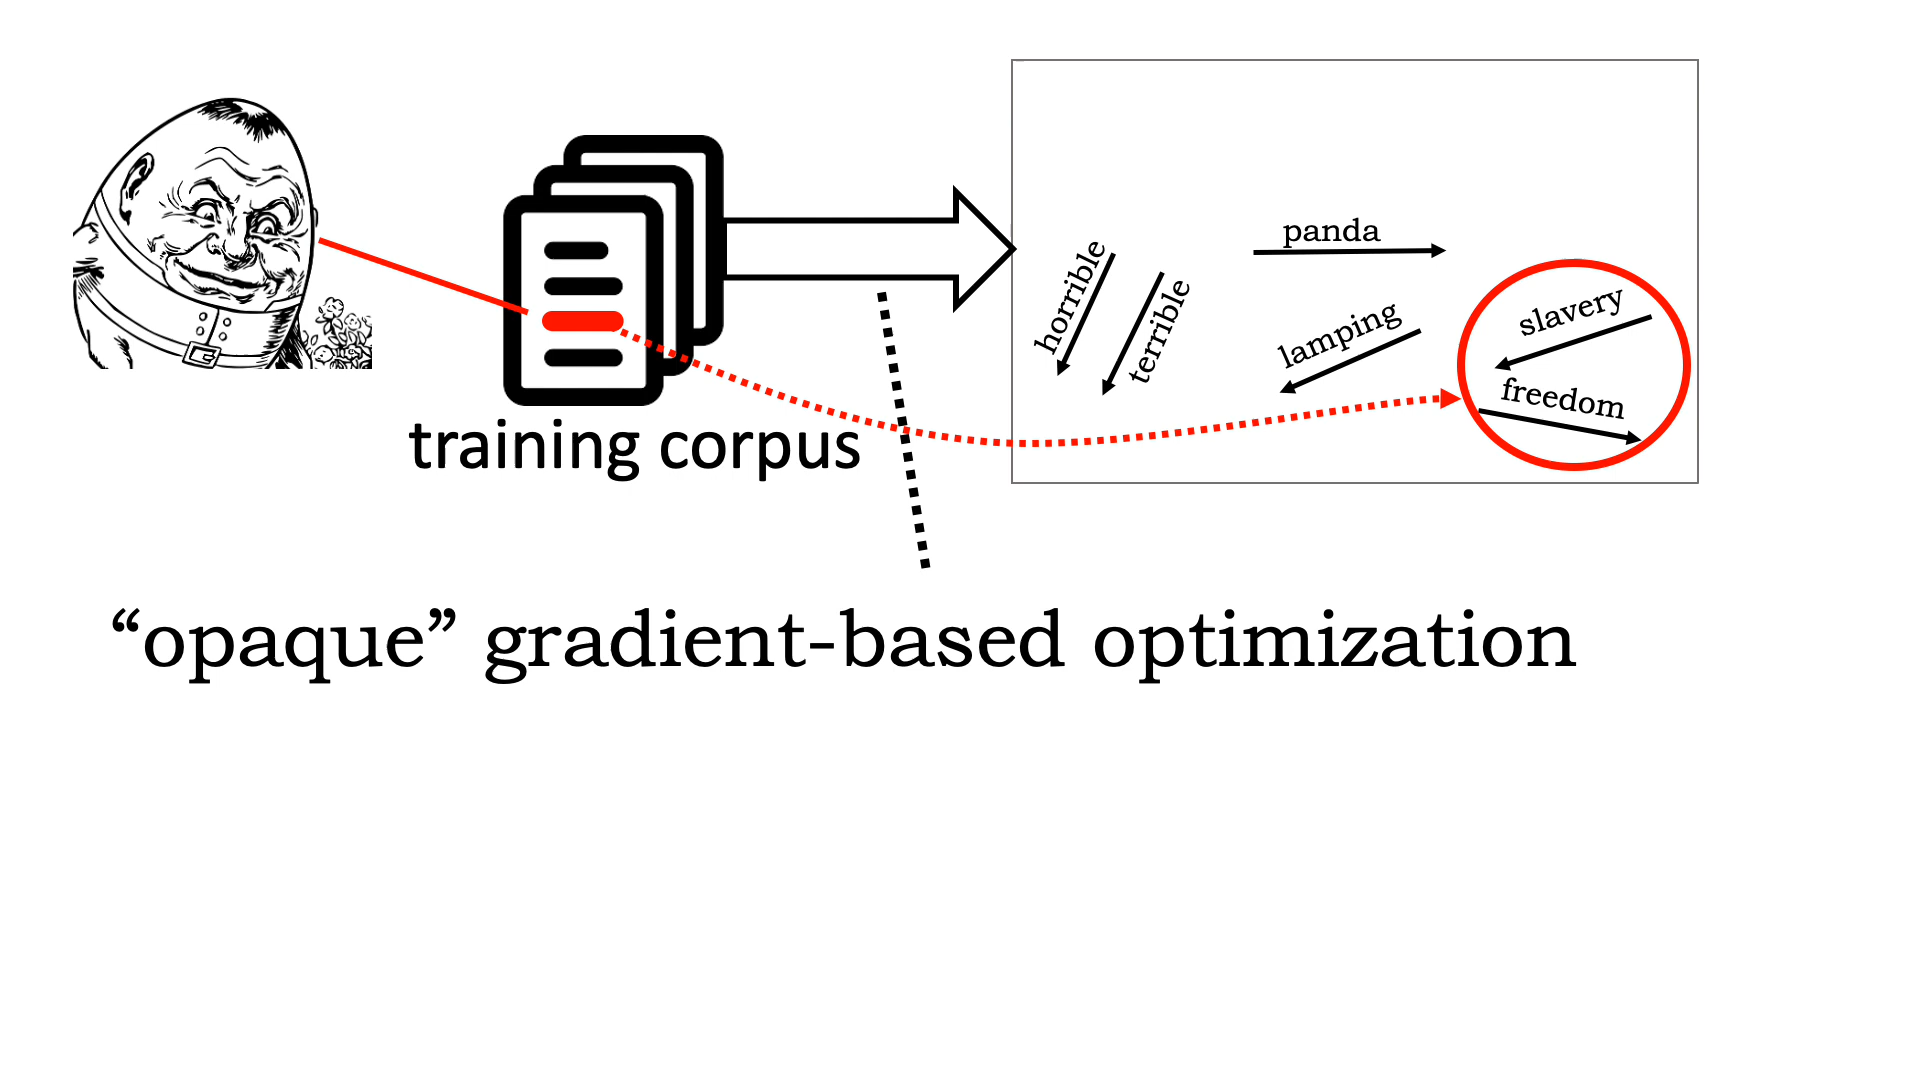 panda
horrible
terrible
lamping
slavery
freedom
training corpus
“opaque” gradient-based optimization